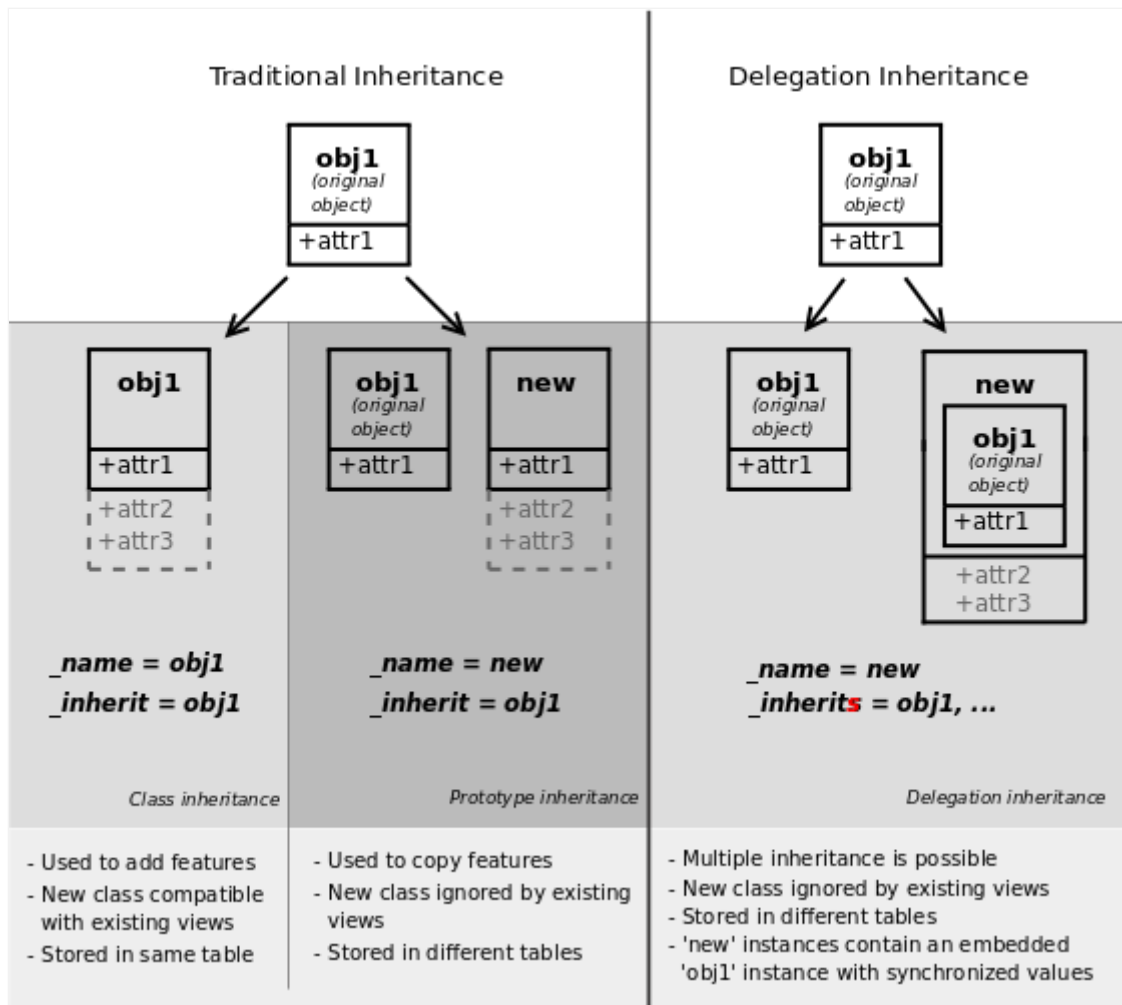 Traditional Inheritance
Delegation Inheritance
obj1
(original
object)
+attr1
obj1
(original
object)
+attr1
obj1
+attr1
+attr2
+attr3
_name = obj1
_inherit = obj1
Class inheritance
obj1
(original
object)
+attr1
new
+attr1
+attr2
+attr3
_name = new
_inherit = obj1
Prototype inheritance
obj1
(original
object)
+attr1
new
obj1
(original
object)
+attr1
+attr2
+attr3
_name = new
_inherits = obj1, ...
Delegation inheritance
- Used to add features
- New class compatible
with existing views
- Stored in same table
- Used to copy features
- New class ignored by existing
views
- Stored in different tables
- Multiple inheritance is possible
- New class ignored by existing views
- Stored in different tables
- 'new' instances contain an embedded
'obj1' instance with synchronized values